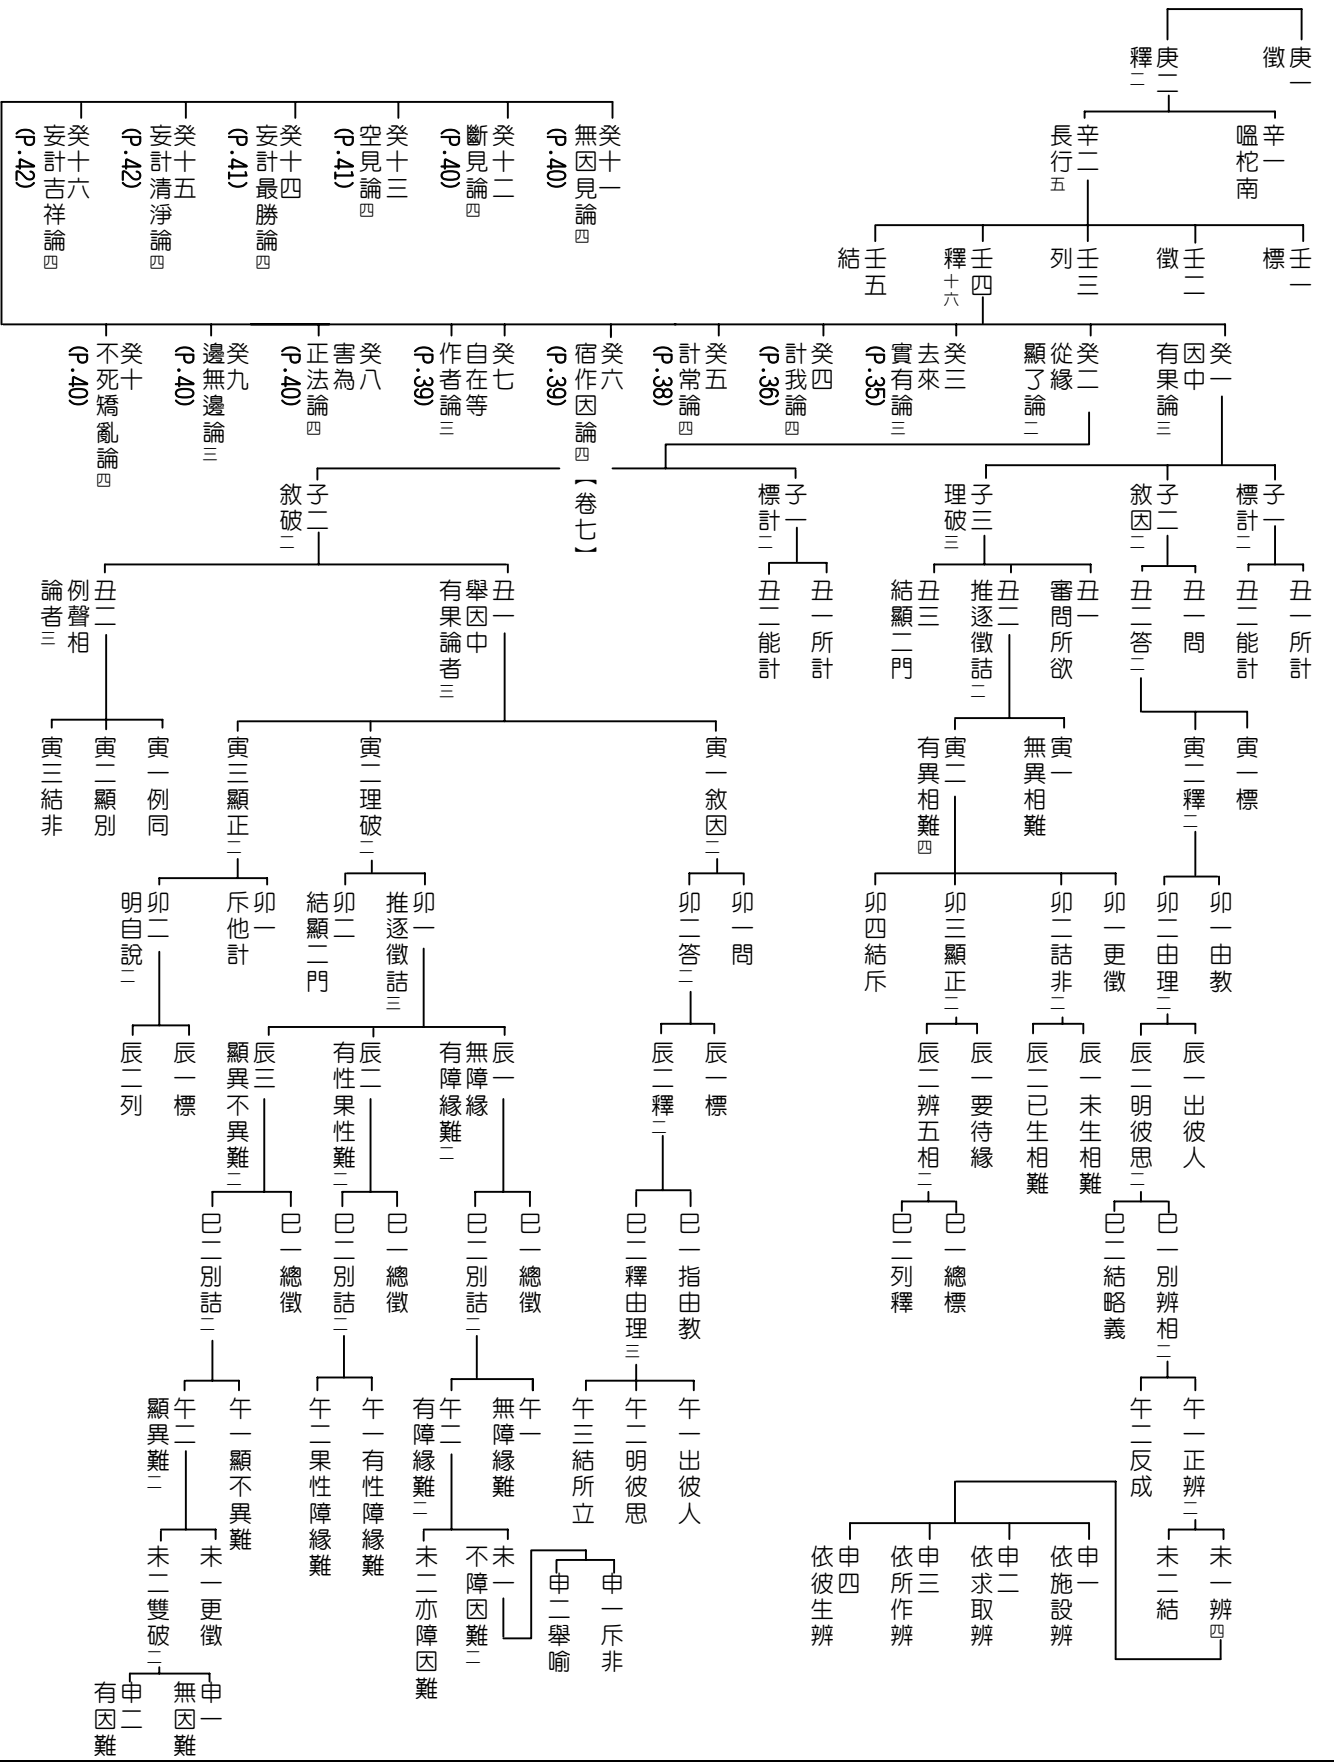 庚一
徵
庚二
釋二
辛一
嗢柁南
辛二
長行五
壬一
標
壬二
徵
壬三
列
壬四
釋十六
壬五
結
癸十一
無因見論四
(P.40)
癸十二
斷見論四
(P.40)
癸十三
空見論四
(P.41)
癸十四
妄計最勝論四
(P.41)
癸十五
妄計清淨論四
(P.42)
癸十六
妄計吉祥論四
(P.42)
癸一
因中
有果論三
癸二
從緣
顯了論二
癸三
去來
實有論三
(P.35)
癸四
計我論四
(P.36)
癸五
計常論四
(P.38)
癸六
宿作因論四
(P.39)
癸七
自在等
作者論三
(P.39)
癸八
害為
正法論四
(P.40)
癸九
邊無邊論三
(P.40)
癸十
不死矯亂論四
(P.40)
子一
標計二
子二
敘因二
子三
理破三
子一
標計二
【卷七】
子二
敘破二
丑一所計
丑二能計
丑一問
丑二答二
丑一
審問所欲
丑二
推逐徵詰二
丑三
結顯二門
丑一所計
丑二能計
丑一
舉因中
有果論者三
丑二
例聲相
論者三
寅一標
寅二釋二
寅一
無異相難
寅二
有異相難四
寅一敘因二
寅二理破二
寅三顯正二
寅一例同
寅二顯別
寅三結非
卯一由教
卯二由理二
卯一更徵
卯二詰非二
卯三顯正二
卯四結斥
卯一問
卯二答二
卯一
推逐徵詰三
卯二
結顯二門
卯一
斥他計
卯二
明自說二
辰一出彼人
辰二明彼思二
辰一未生相難
辰二已生相難
辰一要待緣
辰二辨五相二
辰一標
辰二釋二
辰一
無障緣
有障緣難二
辰二
有性果性難二
辰三
顯異不異難二
辰一標
辰二列
巳一別辨相二
巳二結略義
巳一總標
巳二列釋
巳一指由教
巳二釋由理三
巳一總徵
巳二別詰二
巳一總徵
巳二別詰二
巳一總徵
巳二別詰二
午一正辨二
午二反成
午一出彼人
午二明彼思
午三結所立
午一
無障緣難
午二
有障緣難二
午一有性障緣難
午二果性障緣難
午一顯不異難
午二
顯異難二
未一辨四
未二結
申一
依施設辨
申二
依求取辨
申三
依所作辨
申四
依彼生辨
未一
不障因難二
未二亦障因難
申一斥非
申二舉喻
未一更徵
未二雙破二
申一
無因難
申二
有因難